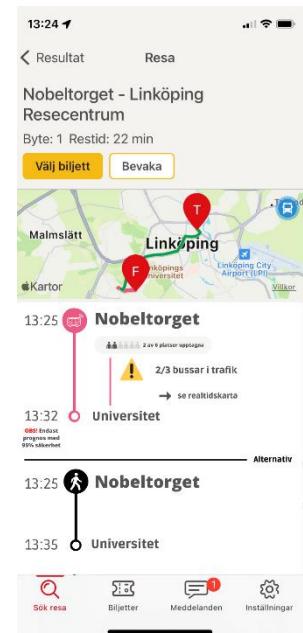 13:24
Resultat
Resa
Nobeltorget - Linköping
Resecentrum
Byte: 1 Restid: 22 min
Välj biljett
Bevaka
T
Malmslätt
Linköping
F
Linköping City
Airport (LPI)
Kartor
Villkor
13:25 Nobeltorget
2 av 6 platser upptagna
2/3 bussar i trafik
→ se realtidskarta
13:32 Universitet
OBS! Endast
prognos med
95% säkerhet
Alternativ
13:25 Nobeltorget
13:35 Universitet
1
Sök resa
Biljetter
Meddelanden
Inställningar